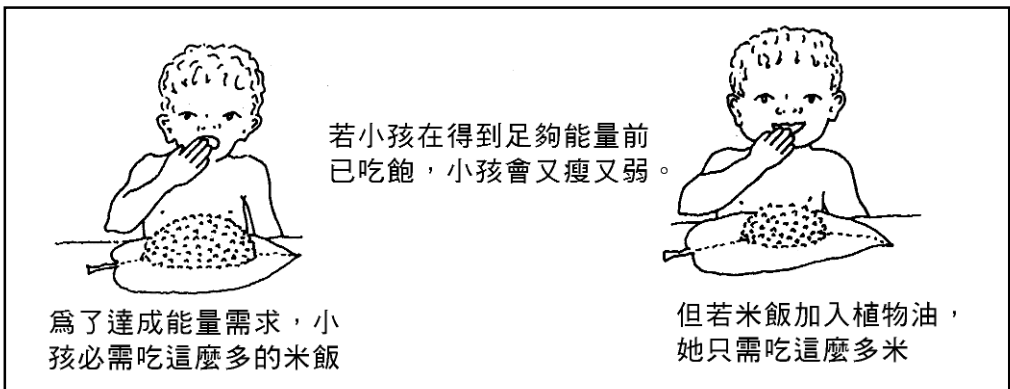 若小孩在得到足夠能量前
已吃飽，小孩會又瘦又弱。
爲了達成能量需求，小
孩必需吃這麼多的米飯
但若米飯加入植物油，
她只需吃這麼多米